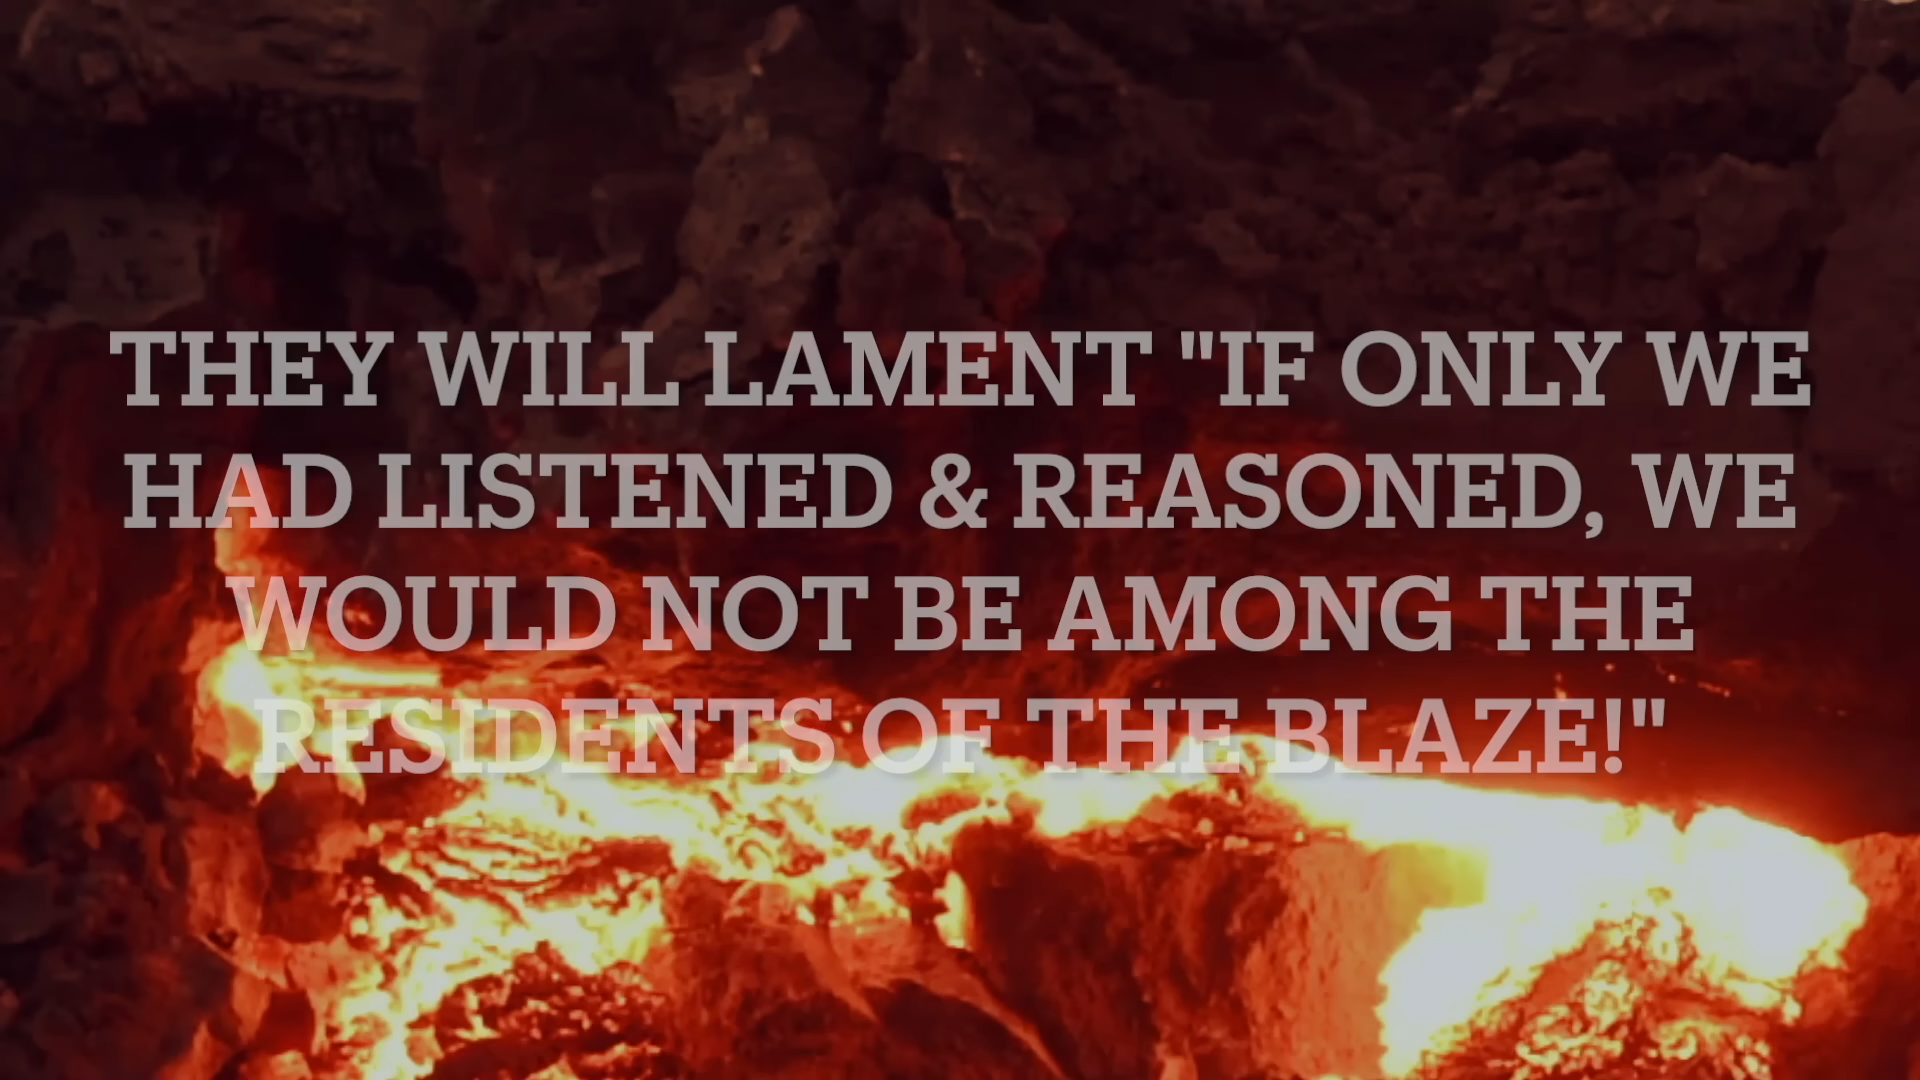 THEY WILL LAMENT "IF ONLY WE
HAD LISTENED & REASONED, WE
WOULD NOT BE AMONG THE
RESIDENTS OF THE BLAZE!"